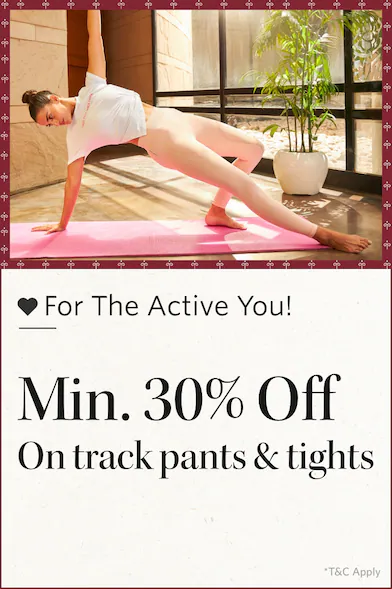 For The Active You!
Min. 30% Off
On track pants & tights
*T&C Apply